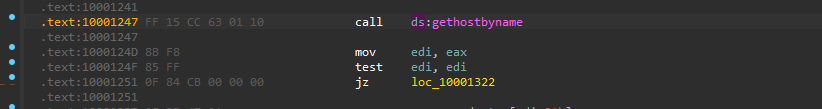 .text:10001241
.text:10001247 FF 15 CC 63 01 10 call ds:gethostbyname
.text:10001247
.text:1000124D 8B F8 mov edi, eax
.text:1000124F 85 FF test edi, edi
.text:10001251 0F 84 CB 00 00 00 jz loc_10001322
.text:10001251